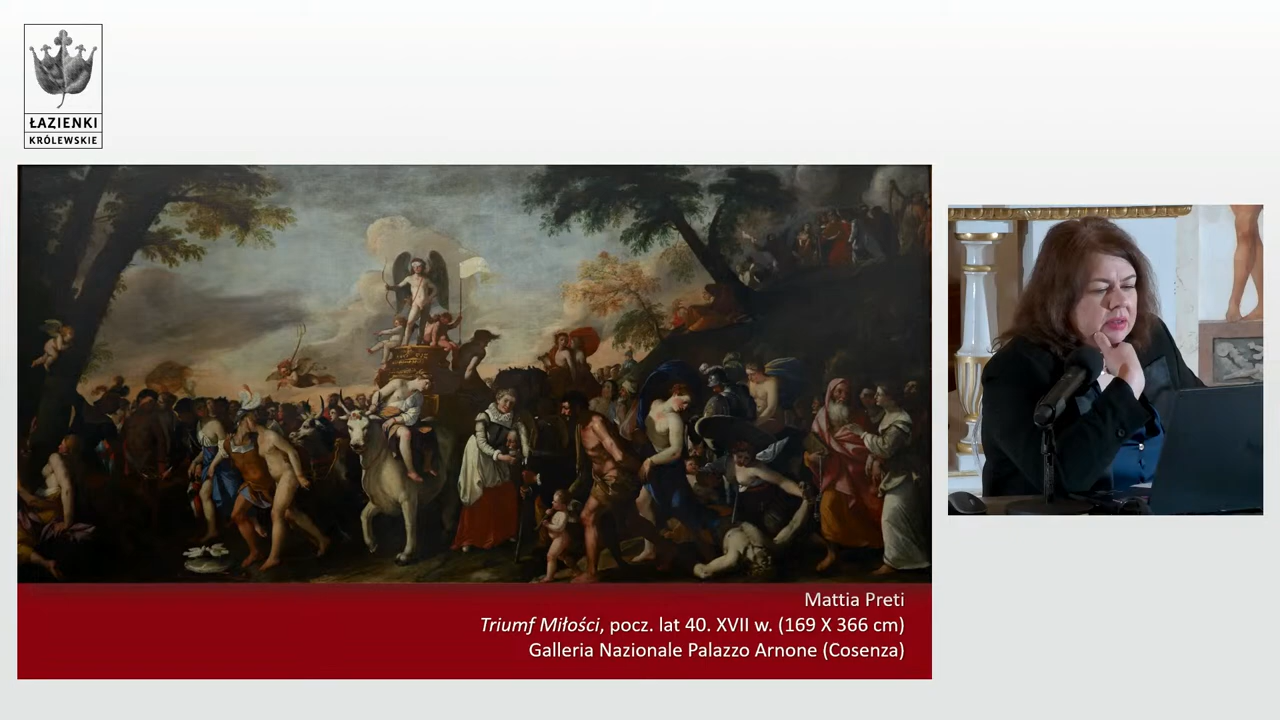 ŁAZIENKI
KRÓLEWSKIE
Mattia Preti
Triumf Miłości, pocz. lat 40. XVII w. (169 X 366 cm)
Galleria Nazionale Palazzo Arnone (Cosenza)